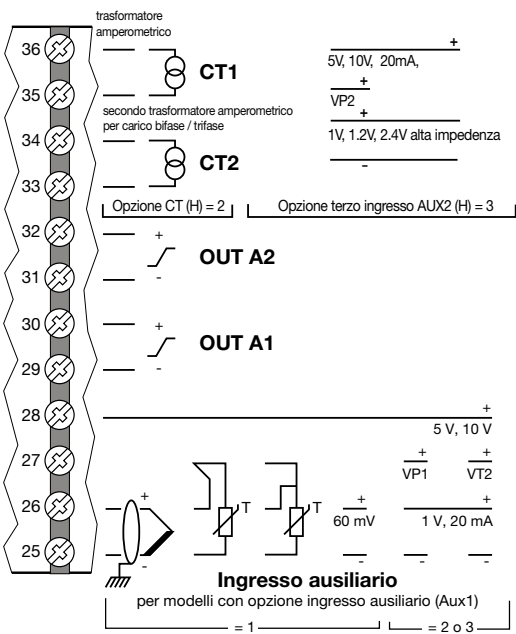 trasformatore
amperometrico
36
CT1
+
5V, 10V, 20mA,
35
+
VP2
+
secondo trasformatore amperometrico
per carico bifase / trifase
34
1V, 1.2V, 2.4V alta impedenza
CT2
-
33
Opzione CT (H) = 2
Opzione terzo ingresso AUX2 (H) = 3
32
+
OUT A2
31
-
30
+
OUT A1
29
-
28
+
5 V, 10 V
27
+ +
VP1 VT2
26
+ T T + +
60 mV 1 V, 20 mA
25
- - - -
Ingresso ausiliario
per modelli con opzione ingresso ausiliario (Aux1)
= 1 = 2 o 3